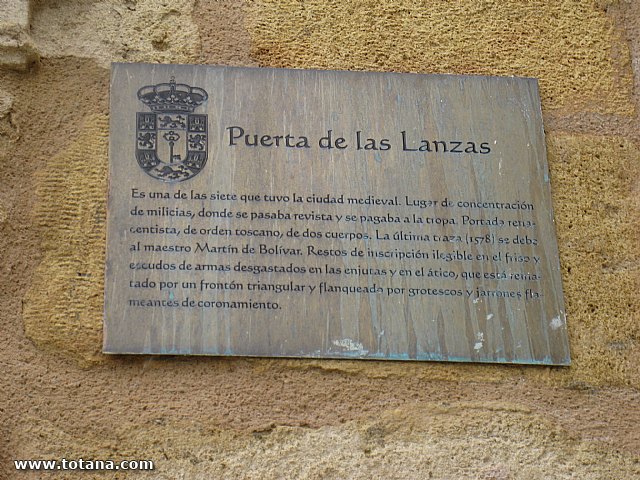 Puerta de las Lanzas
Es una de las siete que tuvo la ciudad medieval. Lugar de concentración
de milicias, donde se pasaba revista y se pagaba a la tropa. Portada rena-
centista, de orden toscano, de dos cuerpos. La última traza (1578) se debe
al maestro Martín de Bolívar. Restos de inscripción ilegible en el friso y
escudos de armas desgastados en las enjutas y en el ático, que está rema-
tado por un frontón triangular y flanqueado por grotescos y jarrones fla-
meantes de coronamiento.
www.totana.com